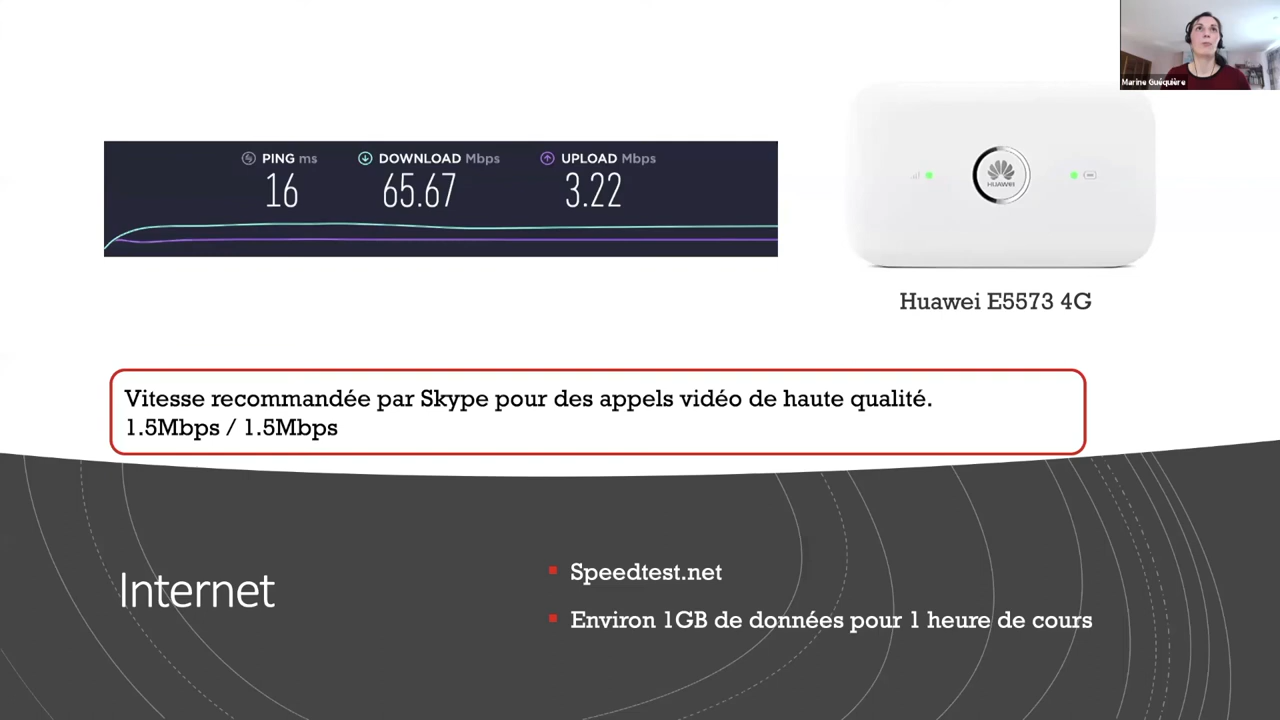 Marine Guéquière
PING ms DOWNLOAD Mbps UPLOAD Mbps
16 65.67 3.22
HUAWEI
Huawei E5573 4G
Vitesse recommandée par Skype pour des appels vidéo de haute qualité.
1.5Mbps / 1.5Mbps
Internet
Speedtest.net
Environ 1GB de données pour 1 heure de cours